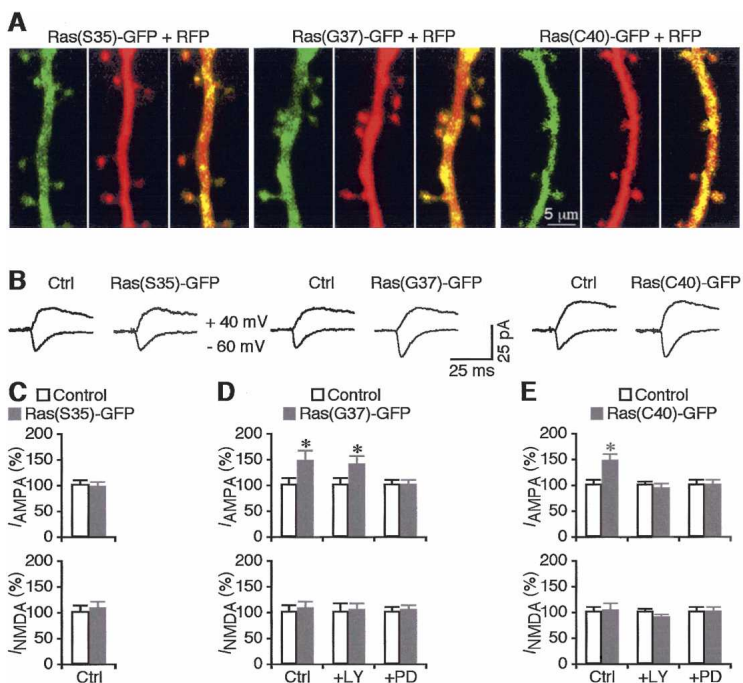 A
Ras(S35)-GFP + RFP Ras(G37)-GFP + RFP Ras(C40)-GFP + RFP
5 µm
B
Ctrl Ras(S35)-GFP Ctrl Ras(G37)-GFP Ctrl Ras(C40)-GFP
+ 40 mV
- 60 mV
25 pA
25 ms
C D E
Control Control Control
Ras(S35)-GFP Ras(G37)-GFP Ras(C40)-GFP
200 200 200
150 * * 150 * 150
100 100 100
50 50 50
0 0 0
IAMPA (%) IAMPA (%) IAMPA (%)
200 200 200
150 150 150
100 100 100
50 50 50
0 0 0
INMDA (%) INMDA (%) INMDA (%)
Ctrl Ctrl +LY +PD Ctrl +LY +PD